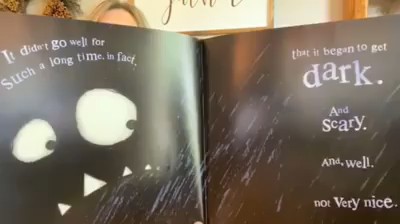 It didn't go well for
Such a long time, in fact,
that it began to get
dark.
And
scary.
And, well,
not very nice.